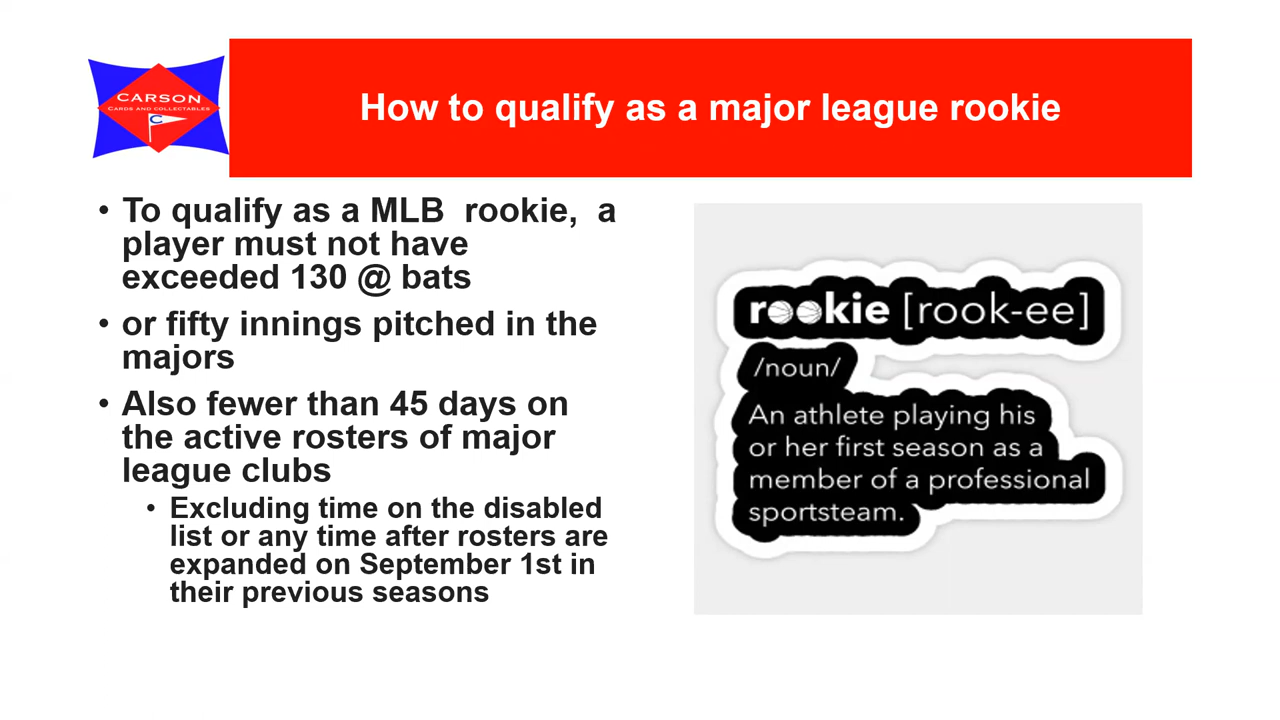 CARSON
CARDS AND COLLECTABLES
C
How to qualify as a major league rookie
• To qualify as a MLB rookie, a
player must not have
exceeded 130 @ bats
• or fifty innings pitched in the
majors
• Also fewer than 45 days on
the active rosters of major
league clubs
• Excluding time on the disabled
list or any time after rosters are
expanded on September 1st in
their previous seasons
rookie [rook-ee]
/noun/
An athlete playing his
or her first season as a
member of a professional
sportsteam.